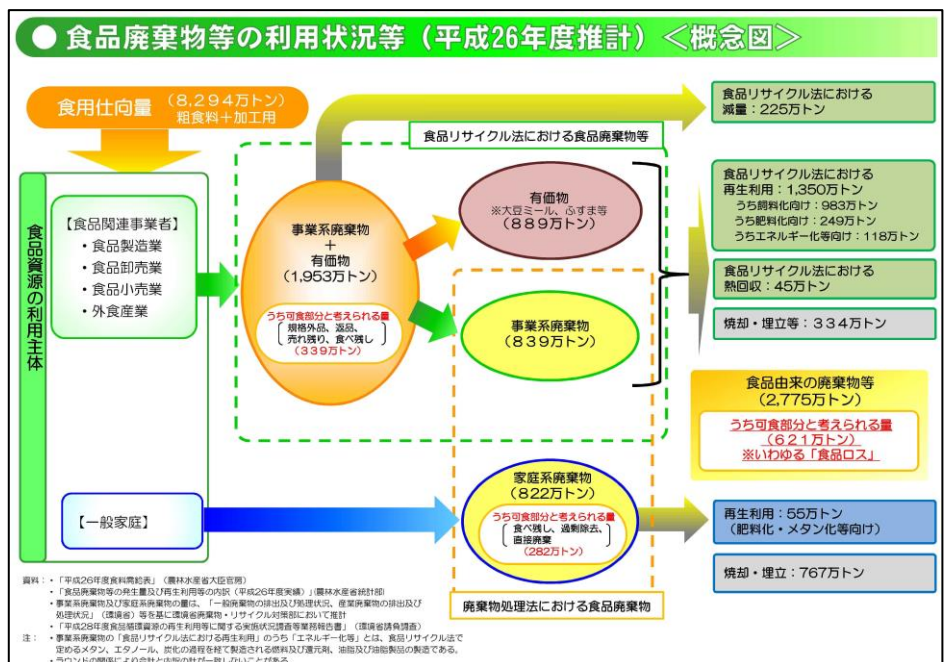 ● 食品廃棄物等の利用状況等（平成26年度推計）＜概念図＞
食用仕向量
（8,294万トン）
粗食料＋加工用
食品リサイクル法における
減量：225万トン
食品リサイクル法における食品廃棄物等
食品資源の利用主体
【食品関連事業者】
・食品製造業
・食品卸売業
・食品小売業
・外食産業
事業系廃棄物
＋
有価物
（1,953万トン）
うち可食部分と考えられる量
規格外品、返品、
売れ残り、食べ残し
（339万トン）
有価物
※大豆ミール、ふすま等
（889万トン）
事業系廃棄物
（839万トン）
食品リサイクル法における
再生利用：1,350万トン
うち飼料化向け：983万トン
うち肥料化向け：249万トン
うちエネルギー化等向け：118万トン
食品リサイクル法における
熱回収：45万トン
焼却・埋立等：334万トン
食品由来の廃棄物等
（2,775万トン）
うち可食部分と考えられる量
（621万トン）
※いわゆる「食品ロス」
【一般家庭】
家庭系廃棄物
（822万トン）
うち可食部分と考えられる量
食べ残し、過剰除去、
直接廃棄
（282万トン）
再生利用：55万トン
（肥料化・メタン化等向け）
焼却・埋立：767万トン
廃棄物処理法における食品廃棄物
資料：・「平成26年度食料需給表」（農林水産省大臣官房）
・「食品廃棄物等の発生量及び再生利用等の内訳（平成26年度実績）」（農林水産省統計部）
・事業系廃棄物及び家庭系廃棄物の量は、「一般廃棄物の排出及び処理状況、産業廃棄物の排出及び
処理状況」（環境省）等を基に環境省廃棄物・リサイクル対策部において推計
・「平成28年度食品循環資源の再生利用等に関する実施状況調査等業務報告書」（環境省請負調査）
注：・事業系廃棄物の「食品リサイクル法における再生利用」のうち「エネルギー化等」とは、食品リサイクル法で
定めるメタン、エタノール、炭化の過程を経て製造される燃料及び還元剤、油脂及び油脂製品の製造である。
・ラウンドの関係により合計と内訳の計が一致しないことがある。